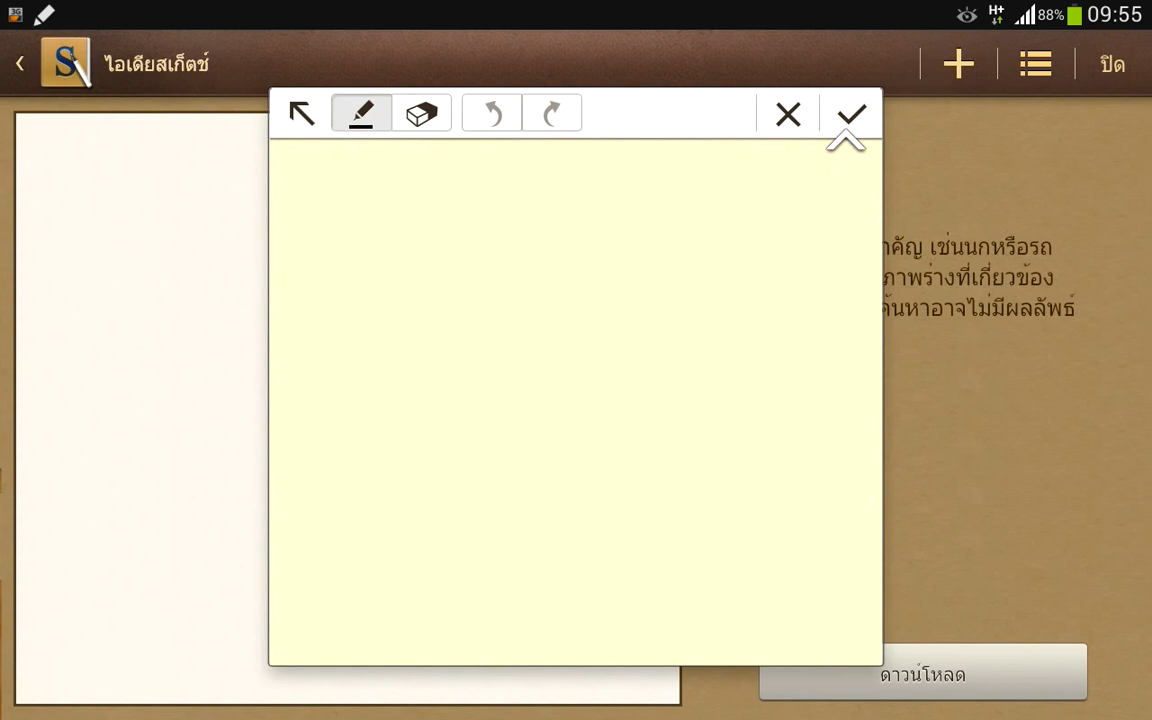 3G
H+
88%
09:55
S
ไอเดียสเก็ตช์
ปิด
เช่นนกหรือรถ
ภาพร่างที่เกี่ยวข้อง
ค้นหาอาจไม่มีผลลัพธ์
ดาวน์โหลด